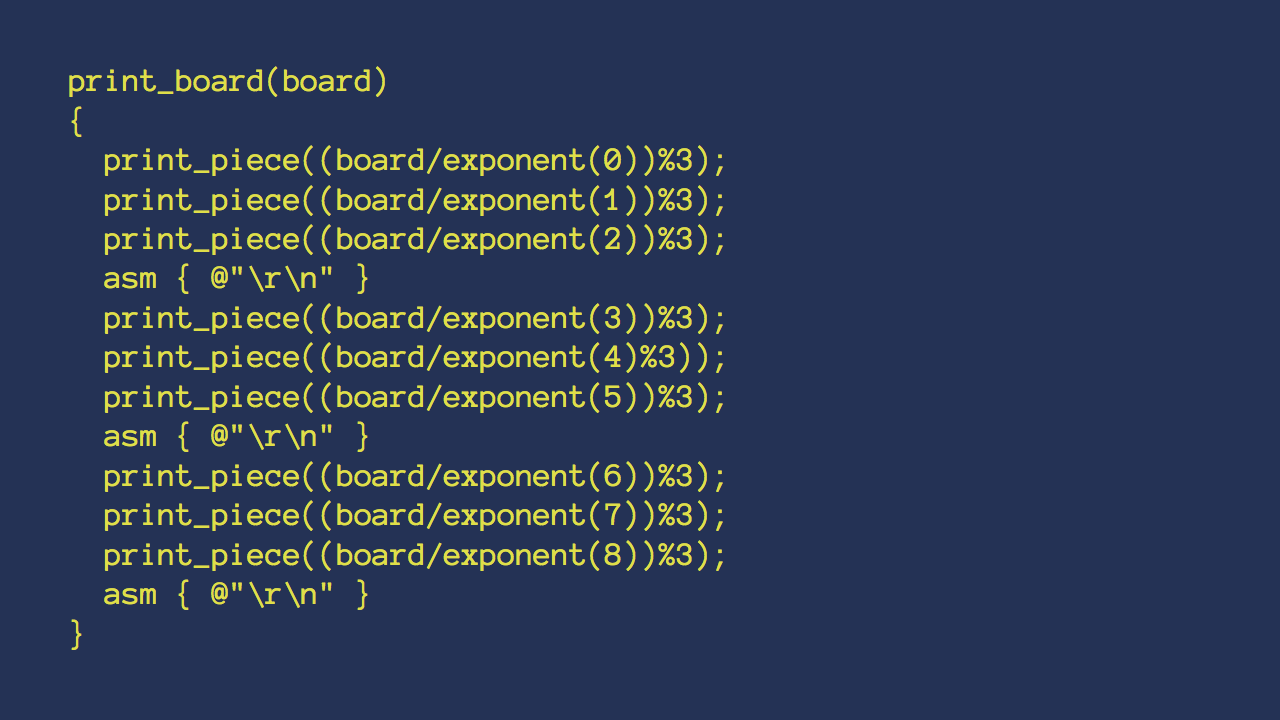 print_board(board)
{
  print_piece((board/exponent(0))%3);
  print_piece((board/exponent(1))%3);
  print_piece((board/exponent(2))%3);
  asm { @"\r\n" }
  print_piece((board/exponent(3))%3);
  print_piece((board/exponent(4)%3));
  print_piece((board/exponent(5))%3);
  asm { @"\r\n" }
  print_piece((board/exponent(6))%3);
  print_piece((board/exponent(7))%3);
  print_piece((board/exponent(8))%3);
  asm { @"\r\n" }
}